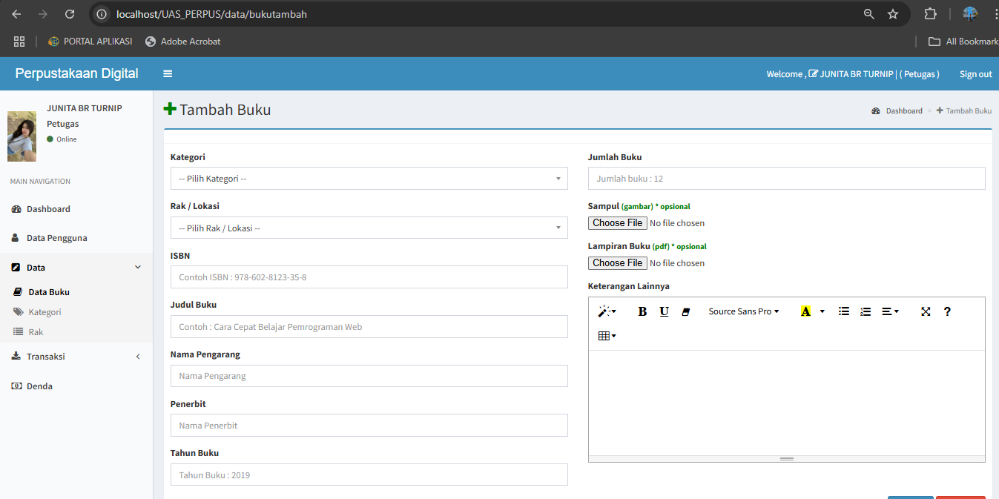 localhost/UAS_PERPUS/data/bukutambah
PORTAL APLIKASI
Adobe Acrobat
All Bookmark
Perpustakaan Digital
Welcome , JUNITA BR TURNIP | ( Petugas )
Sign out
JUNITA BR TURNIP
Petugas
Online
MAIN NAVIGATION
Dashboard
Data Pengguna
Data
Data Buku
Kategori
Rak
Transaksi
Denda
Tambah Buku
Dashboard > Tambah Buku
Kategori
-- Pilih Kategori --
Rak / Lokasi
-- Pilih Rak / Lokasi --
ISBN
Contoh ISBN : 978-602-8123-35-8
Judul Buku
Contoh : Cara Cepat Belajar Pemrograman Web
Nama Pengarang
Nama Pengarang
Penerbit
Nama Penerbit
Tahun Buku
Tahun Buku : 2019
Jumlah Buku
Jumlah buku : 12
Sampul (gambar) * opsional
Choose File No file chosen
Lampiran Buku (pdf) * opsional
Choose File No file chosen
Keterangan Lainnya
B U Source Sans Pro A ?